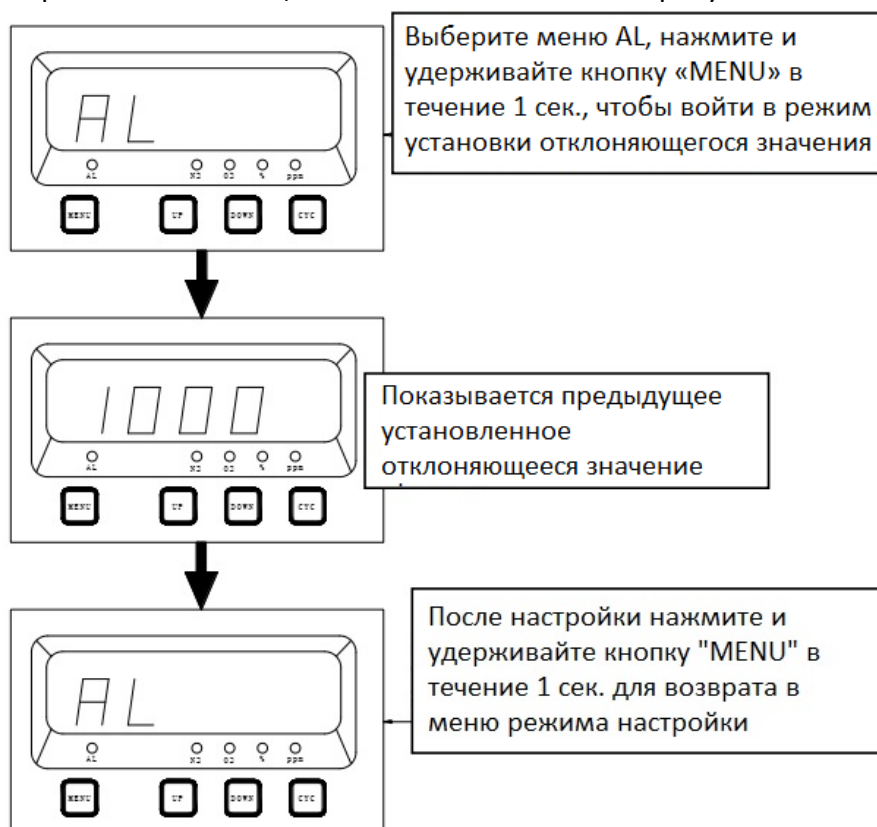 Выберите меню AL, нажмите и
удерживайте кнопку «MENU» в
течение 1 сек., чтобы войти в режим
установки отклоняющегося значения
AL
AL N2 O2 % ppm
MENU UP DOWN CYC
Показывается предыдущее
установленное
отклоняющееся значение
1000
AL N2 O2 % ppm
MENU UP DOWN CYC
После настройки нажмите и
удерживайте кнопку "MENU" в
течение 1 сек. для возврата в
меню режима настройки
AL
AL N2 O2 % ppm
MENU UP DOWN CYC